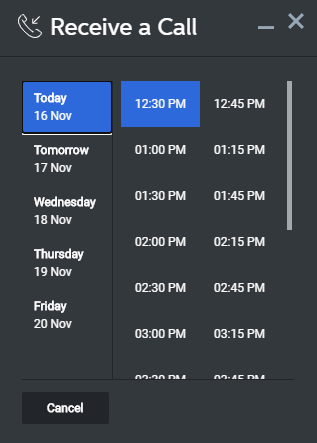 Receive a Call
Today
16 Nov
Tomorrow
17 Nov
Wednesday
18 Nov
Thursday
19 Nov
Friday
20 Nov
12:30 PM 12:45 PM
01:00 PM 01:15 PM
01:30 PM 01:45 PM
02:00 PM 02:15 PM
02:30 PM 02:45 PM
03:00 PM 03:15 PM
Cancel